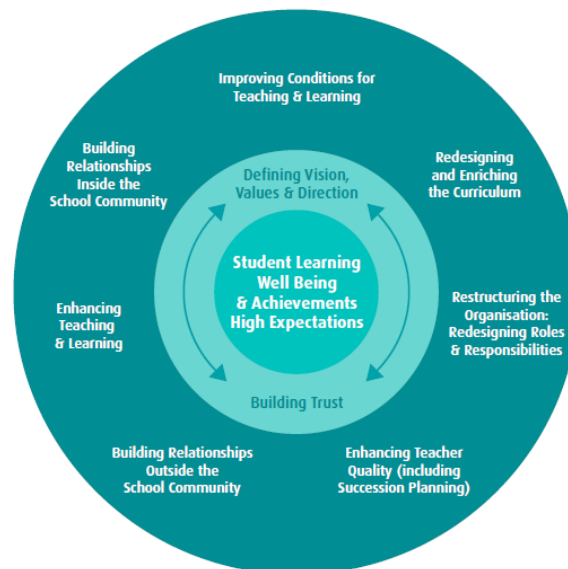 Improving Conditions for
Teaching & Learning
Building
Relationships
Inside the
School Community
Redesigning
and Enriching
the Curriculum
Defining Vision,
Values & Direction
Student Learning
Well Being
& Achievements
High Expectations
Enhancing
Teaching
& Learning
Restructuring the
Organisation:
Redesigning Roles
& Responsibilities
Building Trust
Building Relationships
Outside the
School Community
Enhancing Teacher
Quality (including
Succession Planning)